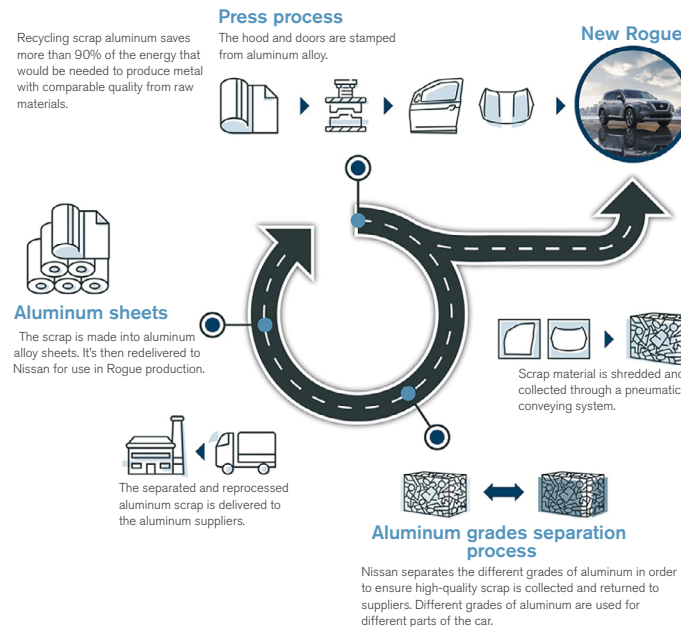 Recycling scrap aluminum saves
more than 90% of the energy that
would be needed to produce metal
with comparable quality from raw
materials.
Press process
The hood and doors are stamped
from aluminum alloy.
New Rogue
Aluminum sheets
The scrap is made into aluminum
alloy sheets. It's then redelivered to
Nissan for use in Rogue production.
Scrap material is shredded and
collected through a pneumatic
conveying system.
The separated and reprocessed
aluminum scrap is delivered to
the aluminum suppliers.
Aluminum grades separation
process
Nissan separates the different grades of aluminum in order
to ensure high-quality scrap is collected and returned to
suppliers. Different grades of aluminum are used for
different parts of the car.